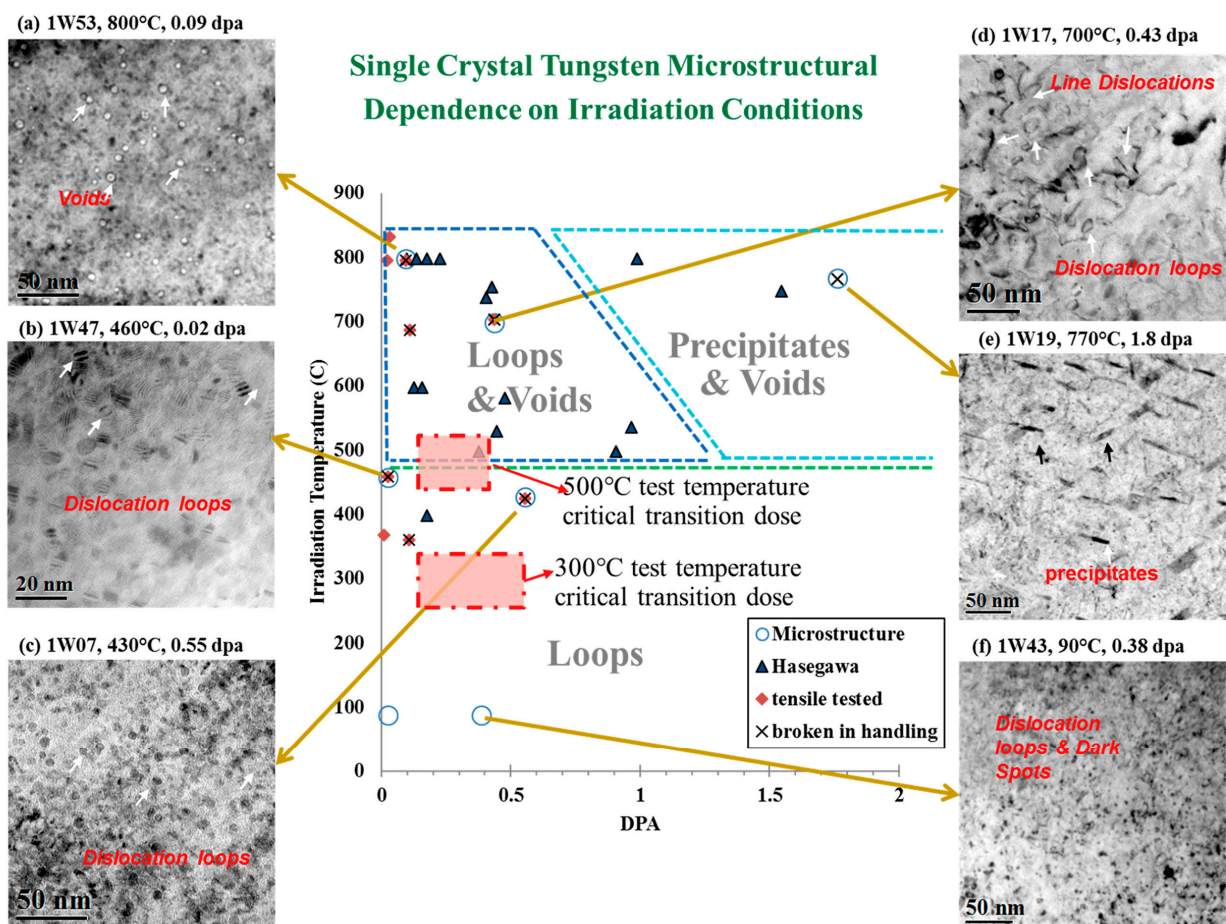 (a) 1W53, 800°C, 0.09 dpa
Voids
50 nm
(b) 1W47, 460°C, 0.02 dpa
Dislocation loops
20 nm
(c) 1W07, 430°C, 0.55 dpa
Dislocation loops
50 nm
Single Crystal Tungsten Microstructural
Dependence on Irradiation Conditions
Irradiation Temperature (C)
900
800
700
600
500
400
300
200
100
0
0
0.5
1
1.5
2
DPA
Loops
& Voids
Precipitates
& Voids
500°C test temperature
critical transition dose
300°C test temperature
critical transition dose
Loops
Microstructure
Hasegawa
tensile tested
broken in handling
(d) 1W17, 700°C, 0.43 dpa
Line Dislocations
Dislocation loops
50 nm
(e) 1W19, 770°C, 1.8 dpa
precipitates
50 nm
(f) 1W43, 90°C, 0.38 dpa
Dislocation
loops & Dark
Spots
50 nm